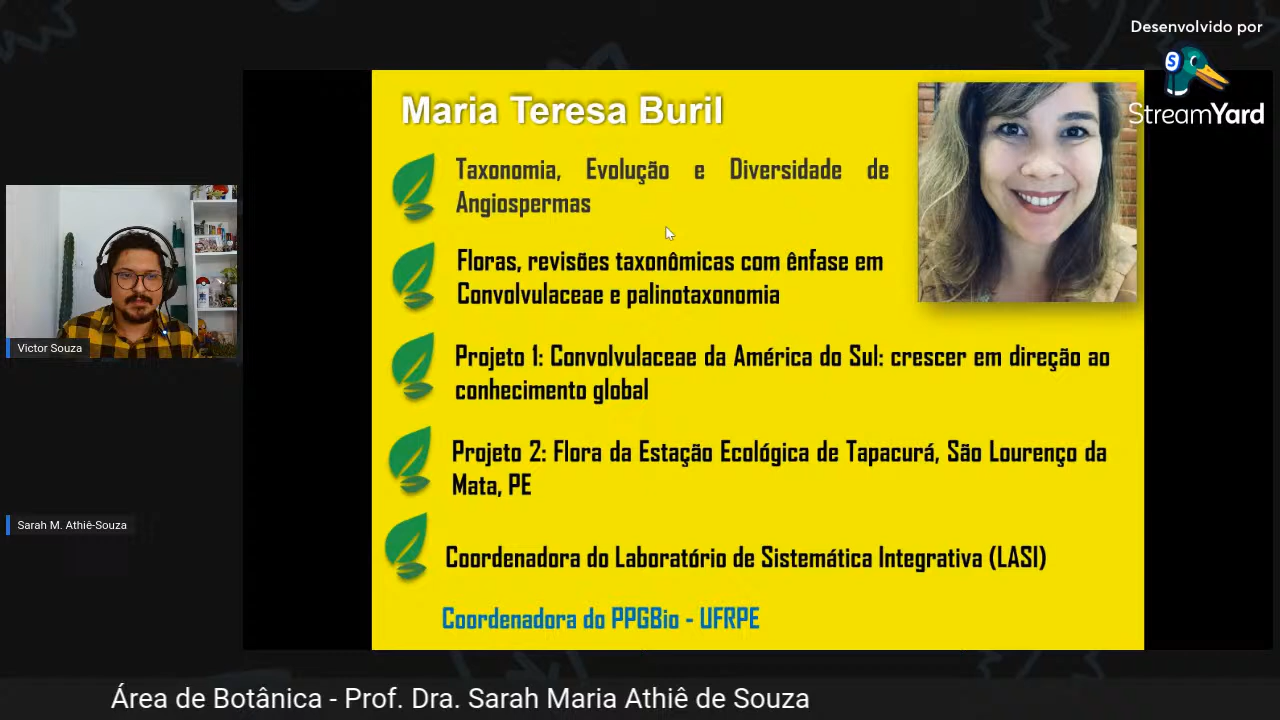 Desenvolvido por
StreamYard
Maria Teresa Buril
Taxonomia, Evolução e Diversidade de
Angiospermas
Floras, revisões taxonômicas com ênfase em
Convolvulaceae e palinotaxonomia
Projeto 1: Convolvulaceae da América do Sul: crescer em direção ao
conhecimento global
Projeto 2: Flora da Estação Ecológica de Tapacurá, São Lourenço da
Mata, PE
Coordenadora do Laboratório de Sistemática Integrativa (LASI)
Coordenadora do PPGBio - UFRPE
Victor Souza
Sarah M. Athiê-Souza
Área de Botânica - Prof. Dra. Sarah Maria Athiê de Souza